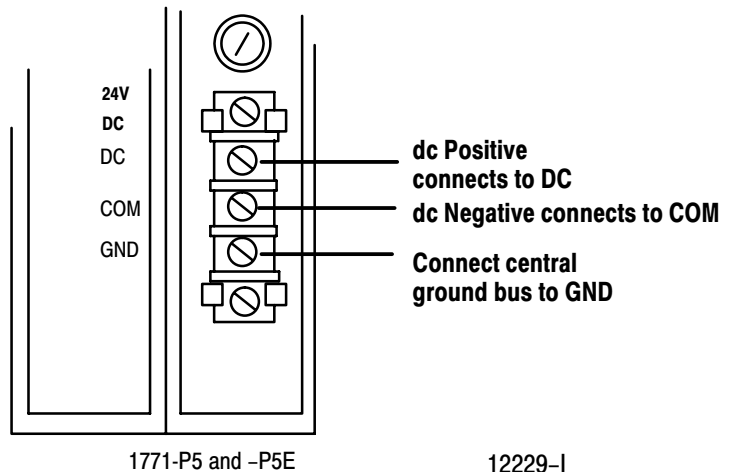 24V
DC
DC
COM
GND
dc Positive
connects to DC
dc Negative connects to COM
Connect central
ground bus to GND
1771-P5 and –P5E
12229–I